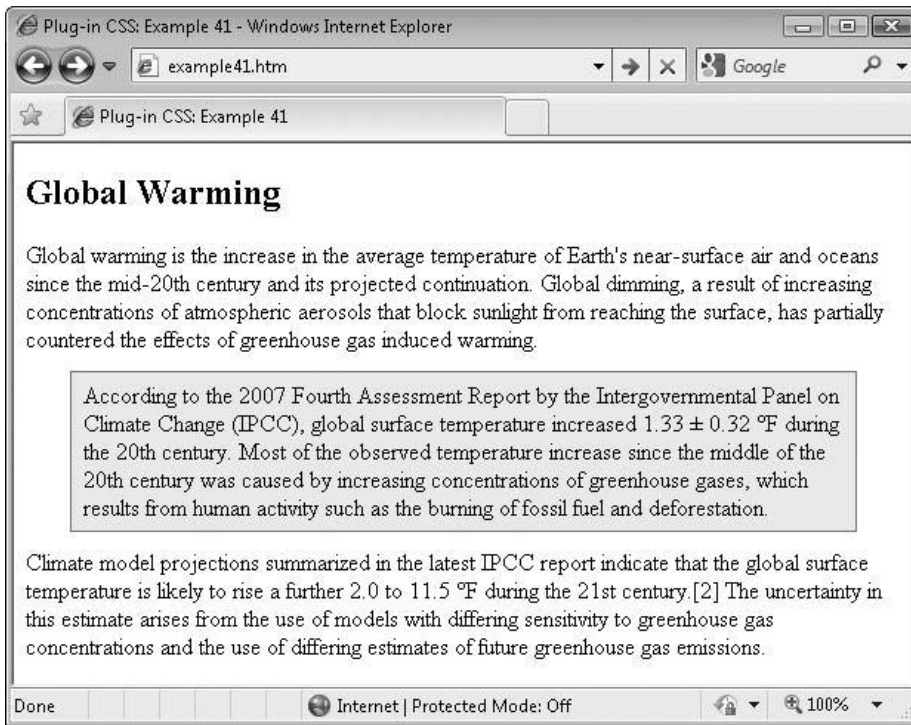 Plug-in CSS: Example 41 - Windows Internet Explorer
example41.htm
Google
Plug-in CSS: Example 41
Global Warming
Global warming is the increase in the average temperature of Earth's near-surface air and oceans
since the mid-20th century and its projected continuation. Global dimming, a result of increasing
concentrations of atmospheric aerosols that block sunlight from reaching the surface, has partially
countered the effects of greenhouse gas induced warming.
According to the 2007 Fourth Assessment Report by the Intergovernmental Panel on
Climate Change (IPCC), global surface temperature increased 1.33 ± 0.32 ºF during
the 20th century. Most of the observed temperature increase since the middle of the
20th century was caused by increasing concentrations of greenhouse gases, which
results from human activity such as the burning of fossil fuel and deforestation.
Climate model projections summarized in the latest IPCC report indicate that the global surface
temperature is likely to rise a further 2.0 to 11.5 ºF during the 21st century.[2] The uncertainty in
this estimate arises from the use of models with differing sensitivity to greenhouse gas
concentrations and the use of differing estimates of future greenhouse gas emissions.
Done
Internet | Protected Mode: Off
100%